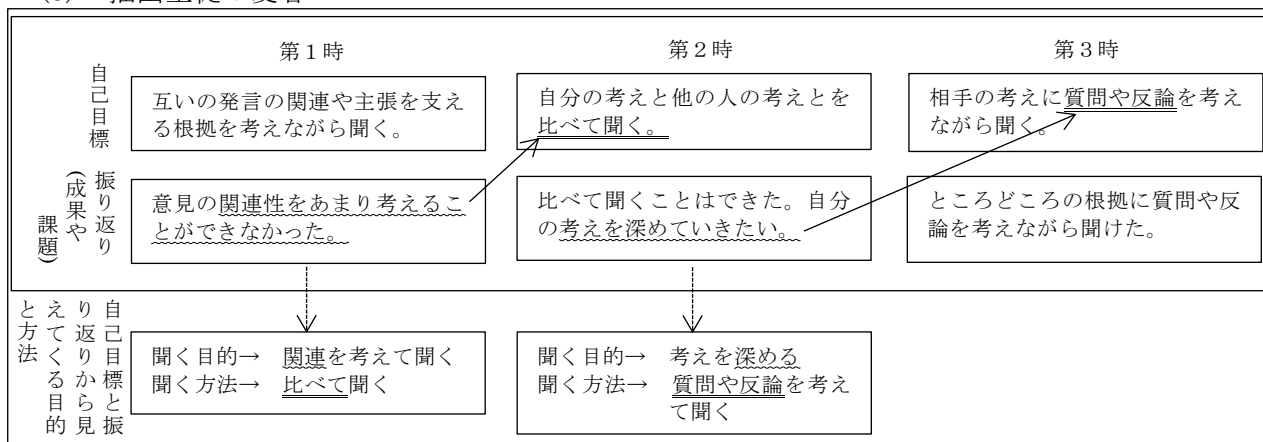 第１時
第２時
第３時
自己目標
互いの発言の関連や主張を支え
る根拠を考えながら聞く。
自分の考えと他の人の考えとを
比べて聞く。
相手の考えに質問や反論を考え
ながら聞く。
振り返り
(成果や
課題)
意見の関連性をあまり考えるこ
とができなかった。
比べて聞くことはできた。自分
の考えを深めていきたい。
ところどころの根拠に質問や反
論を考えながら聞けた。
自己目標と振
り返りから見
えてくる目的
と方法
聞く目的→　関連を考えて聞く
聞く方法→　比べて聞く
聞く目的→　考えを深める
聞く方法→　質問や反論を考え
て聞く